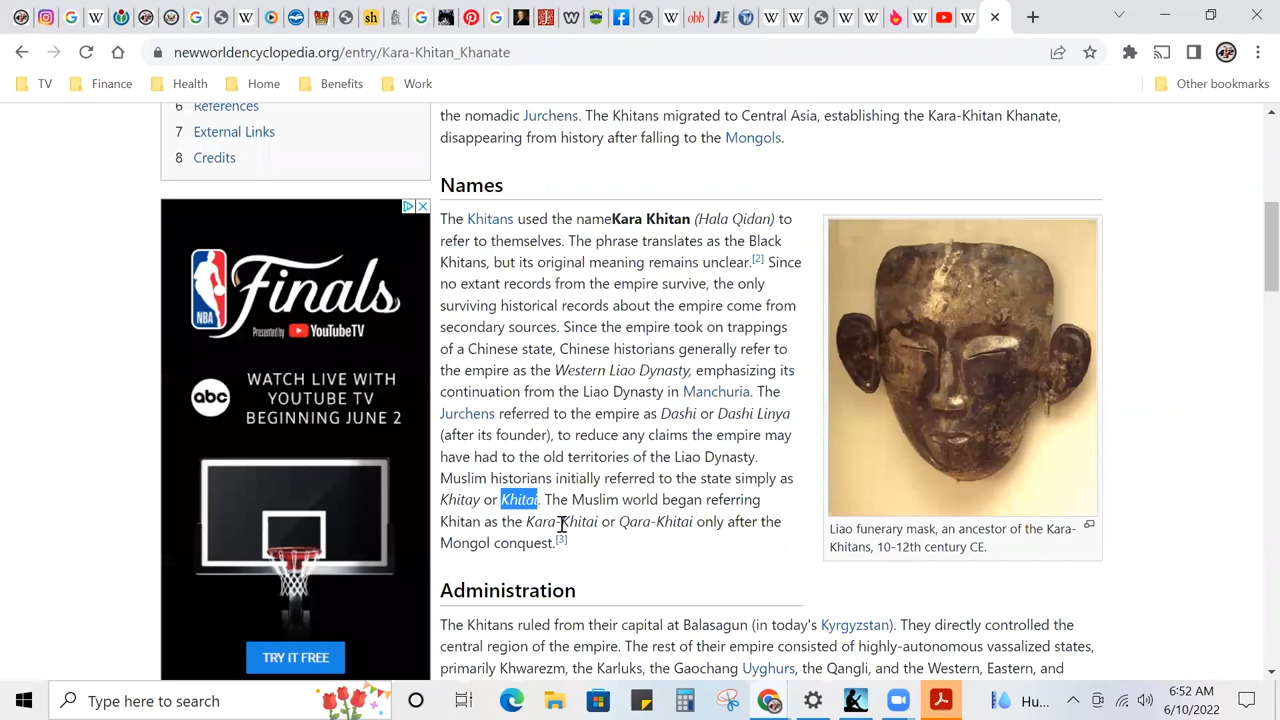 newworldencyclopedia.org/entry/Kara-Khitan_Khanate
TV
Finance
Health
Home
Benefits
Work
Other bookmarks
6 References
7 External Links
8 Credits
the nomadic Jurchens. The Khitans migrated to Central Asia, establishing the Kara-Khitan Khanate,
disappearing from history after falling to the Mongols.
Names
The Khitans used the nameKara Khitan (Hala Qidan) to
refer to themselves. The phrase translates as the Black
Khitans, but its original meaning remains unclear.[2] Since
no extant records from the empire survive, the only
surviving historical records about the empire come from
secondary sources. Since the empire took on trappings
of a Chinese state, Chinese historians generally refer to
the empire as the Western Liao Dynasty, emphasizing its
continuation from the Liao Dynasty in Manchuria. The
Jurchens referred to the empire as Dashi or Dashi Linya
(after its founder), to reduce any claims the empire may
have had to the old territories of the Liao Dynasty.
Muslim historians initially referred to the state simply as
Khitay or Khitai. The Muslim world began referring
Khitan as the Kara-Khitai or Qara-Khitai only after the
Mongol conquest.[3]
Liao funerary mask, an ancestor of the Kara-
Khitans, 10-12th century CE.
Administration
The Khitans ruled from their capital at Balasagun (in today's Kyrgyzstan). They directly controlled the
central region of the empire. The rest of their empire consisted of highly-autonomous vassalized states,
primarily Khwarezm, the Karluks, the Gaochang Uyghurs, the Qangli, and the Western, Eastern, and
NBA
Finals
Presented by YouTubeTV
abc
WATCH LIVE WITH
YOUTUBE TV
BEGINNING JUNE 2
TRY IT FREE
Type here to search
Hu...
6:52 AM
6/10/2022